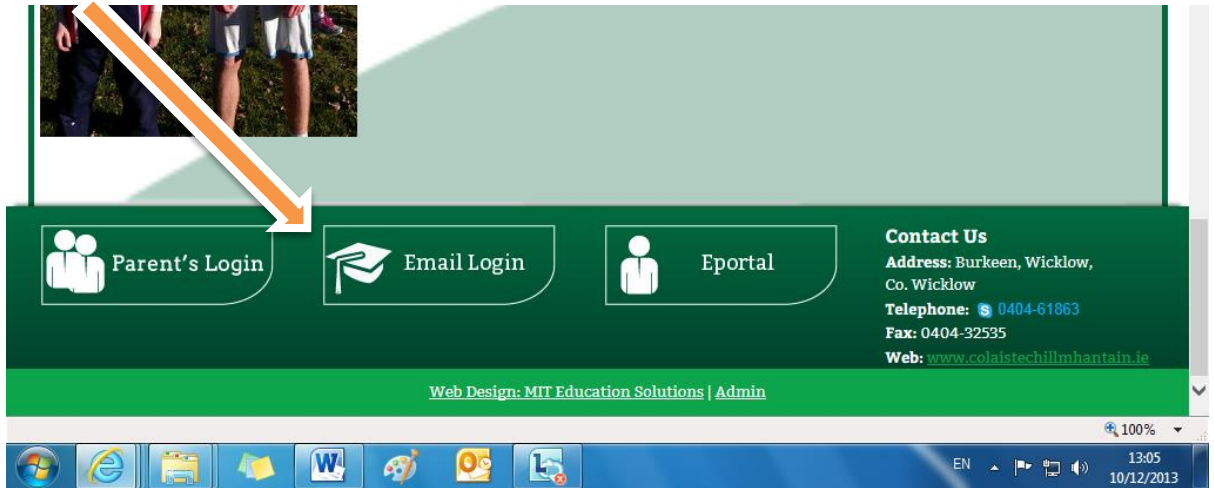 Parent's Login
Email Login
Eportal
Contact Us
Address: Burkeen, Wicklow,
Co. Wicklow
Telephone: 0404-61863
Fax: 0404-32535
Web: www.colaistechillmhantain.ie
Web Design: MIT Education Solutions | Admin
100%
EN
13:05
10/12/2013